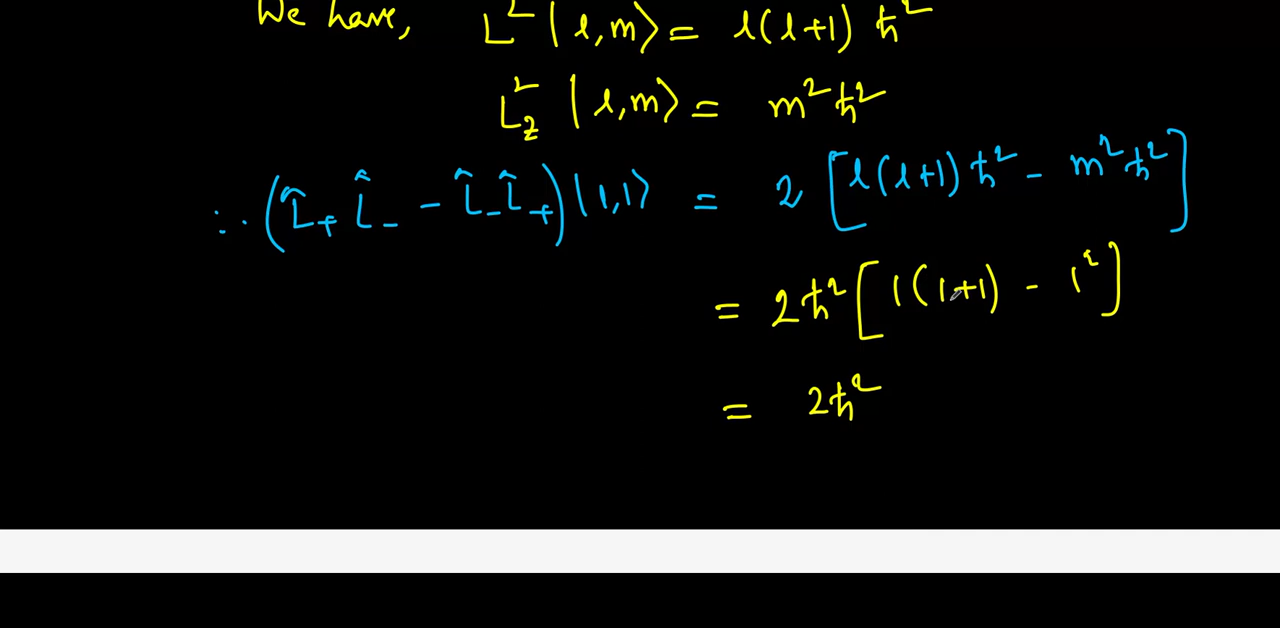 We have, L² |l,m⟩ = l(l+1) ħ²
L_z² |l,m⟩ = m² ħ²
∴ (L̂₊ L̂₋ - L̂₋ L̂₊) |1,1⟩ = 2 [l(l+1) ħ² - m² ħ²]
= 2ħ² [1(1+1) - 1²]
= 2ħ²